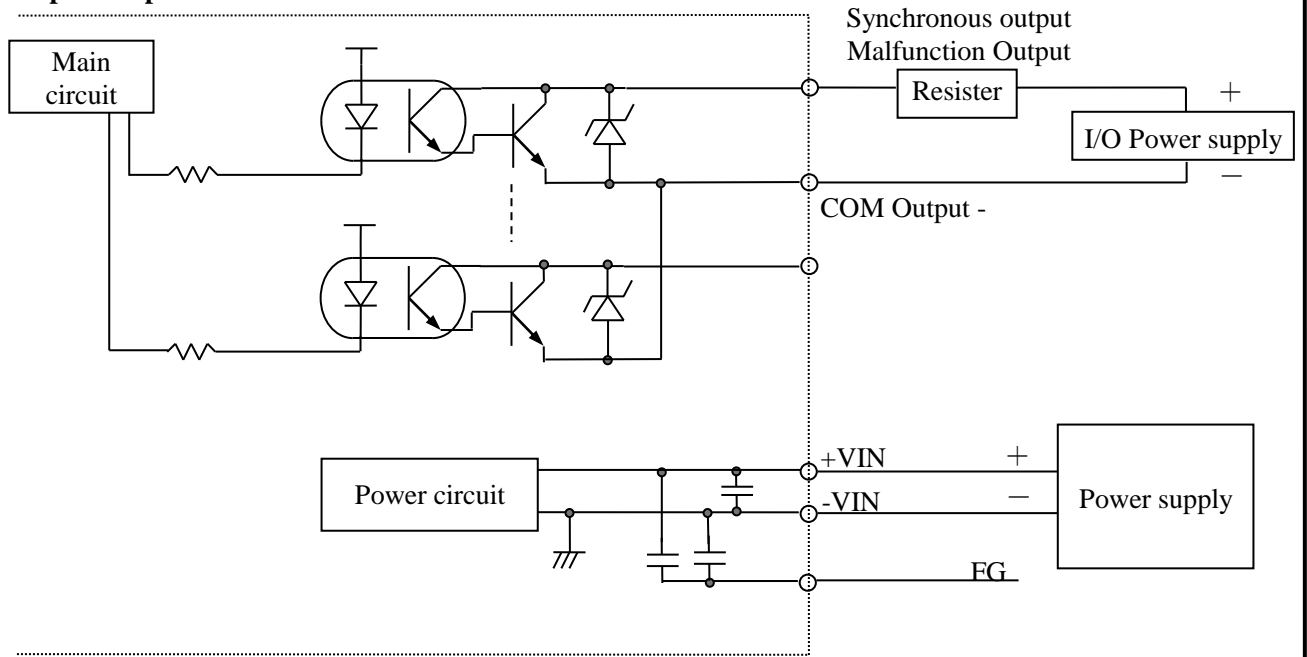 Synchronous output
Malfunction Output
Main
circuit
Resister
+
I/O Power supply
−
COM Output -
+VIN
+
Power circuit
-VIN
−
Power supply
FG